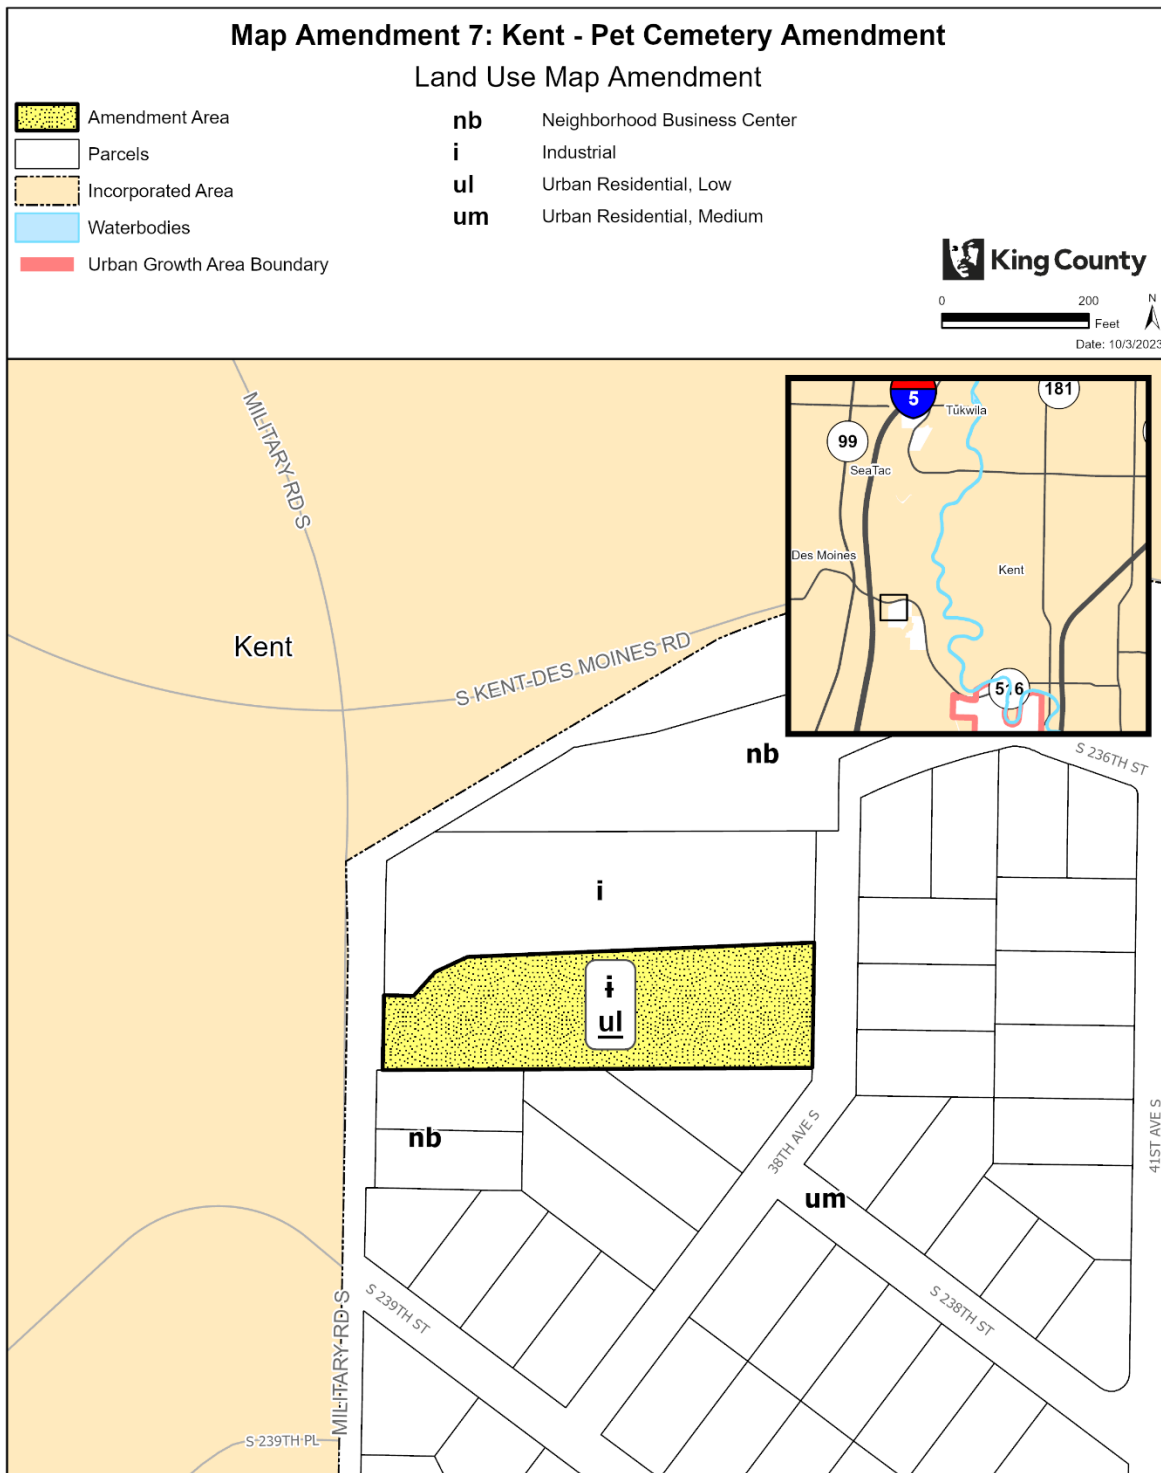 Map Amendment 7: Kent - Pet Cemetery Amendment
Land Use Map Amendment
Amendment Area
Parcels
Incorporated Area
Waterbodies
Urban Growth Area Boundary
nb Neighborhood Business Center
i Industrial
ul Urban Residential, Low
um Urban Residential, Medium
King County
0 200
Feet
N
Date: 10/3/2023
MILITARY RD S
Kent
S KENT-DES MOINES RD
5
181
Tukwila
99
SeaTac
Des Moines
Kent
516
nb
S 236TH ST
i
i
ul
nb
38TH AVE S
41ST AVE S
um
S 239TH ST
S 238TH ST
MILITARY RD S
S 239TH PL